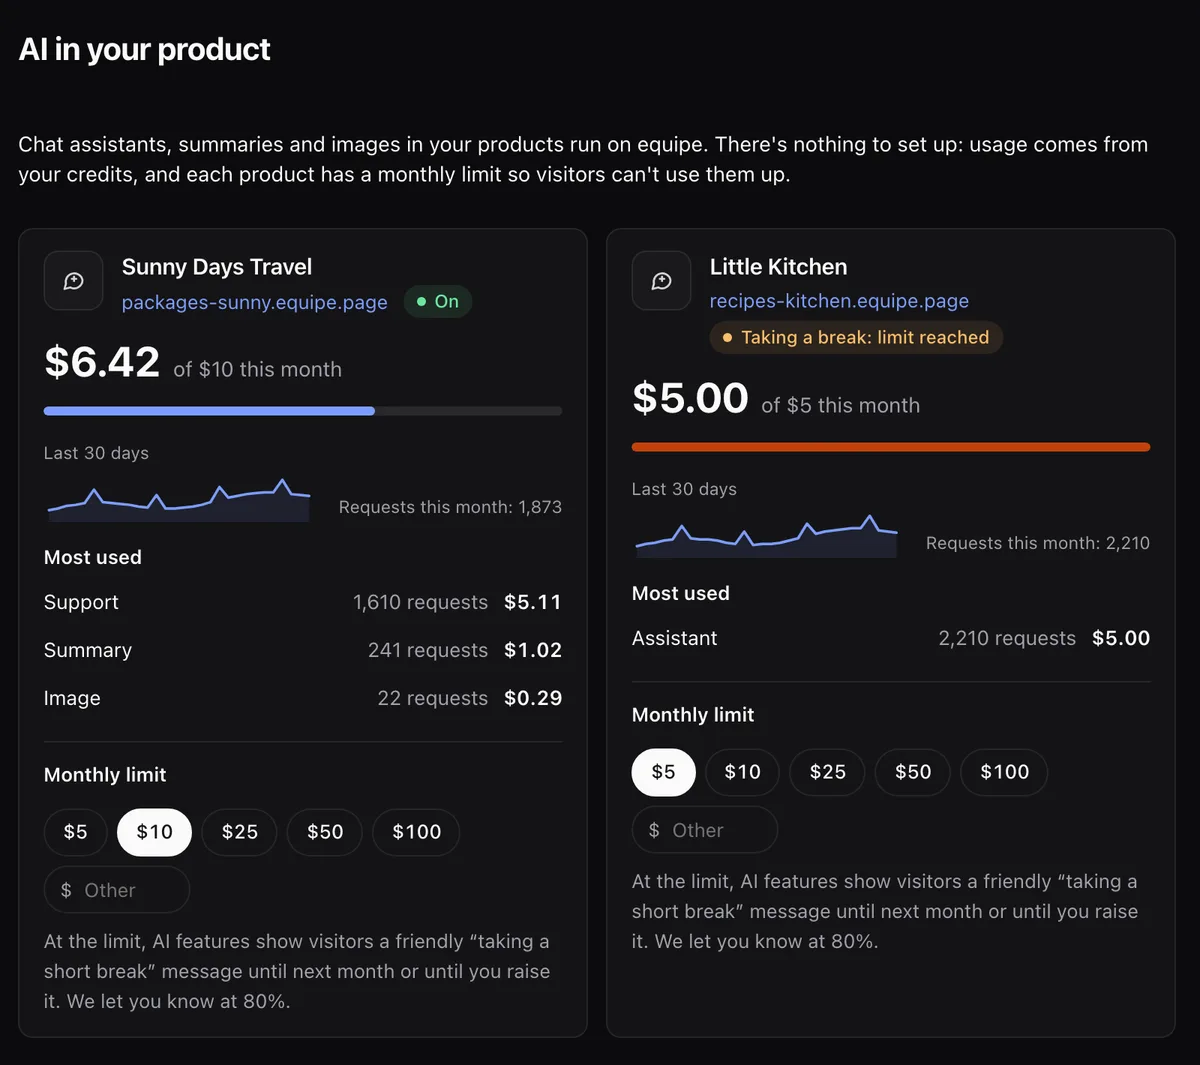 AI in your product
Chat assistants, summaries and images in your products run on equipe. There's nothing to set up: usage comes from
your credits, and each product has a monthly limit so visitors can't use them up.
Sunny Days Travel
packages-sunny.equipe.page
On
$6.42 of $10 this month
Last 30 days
Requests this month: 1,873
Most used
Support 1,610 requests $5.11
Summary 241 requests $1.02
Image 22 requests $0.29
Monthly limit
$5 $10 $25 $50 $100
$ Other
At the limit, AI features show visitors a friendly “taking a
short break” message until next month or until you raise
it. We let you know at 80%.
Little Kitchen
recipes-kitchen.equipe.page
Taking a break: limit reached
$5.00 of $5 this month
Last 30 days
Requests this month: 2,210
Most used
Assistant 2,210 requests $5.00
Monthly limit
$5 $10 $25 $50 $100
$ Other
At the limit, AI features show visitors a friendly “taking a
short break” message until next month or until you raise
it. We let you know at 80%.